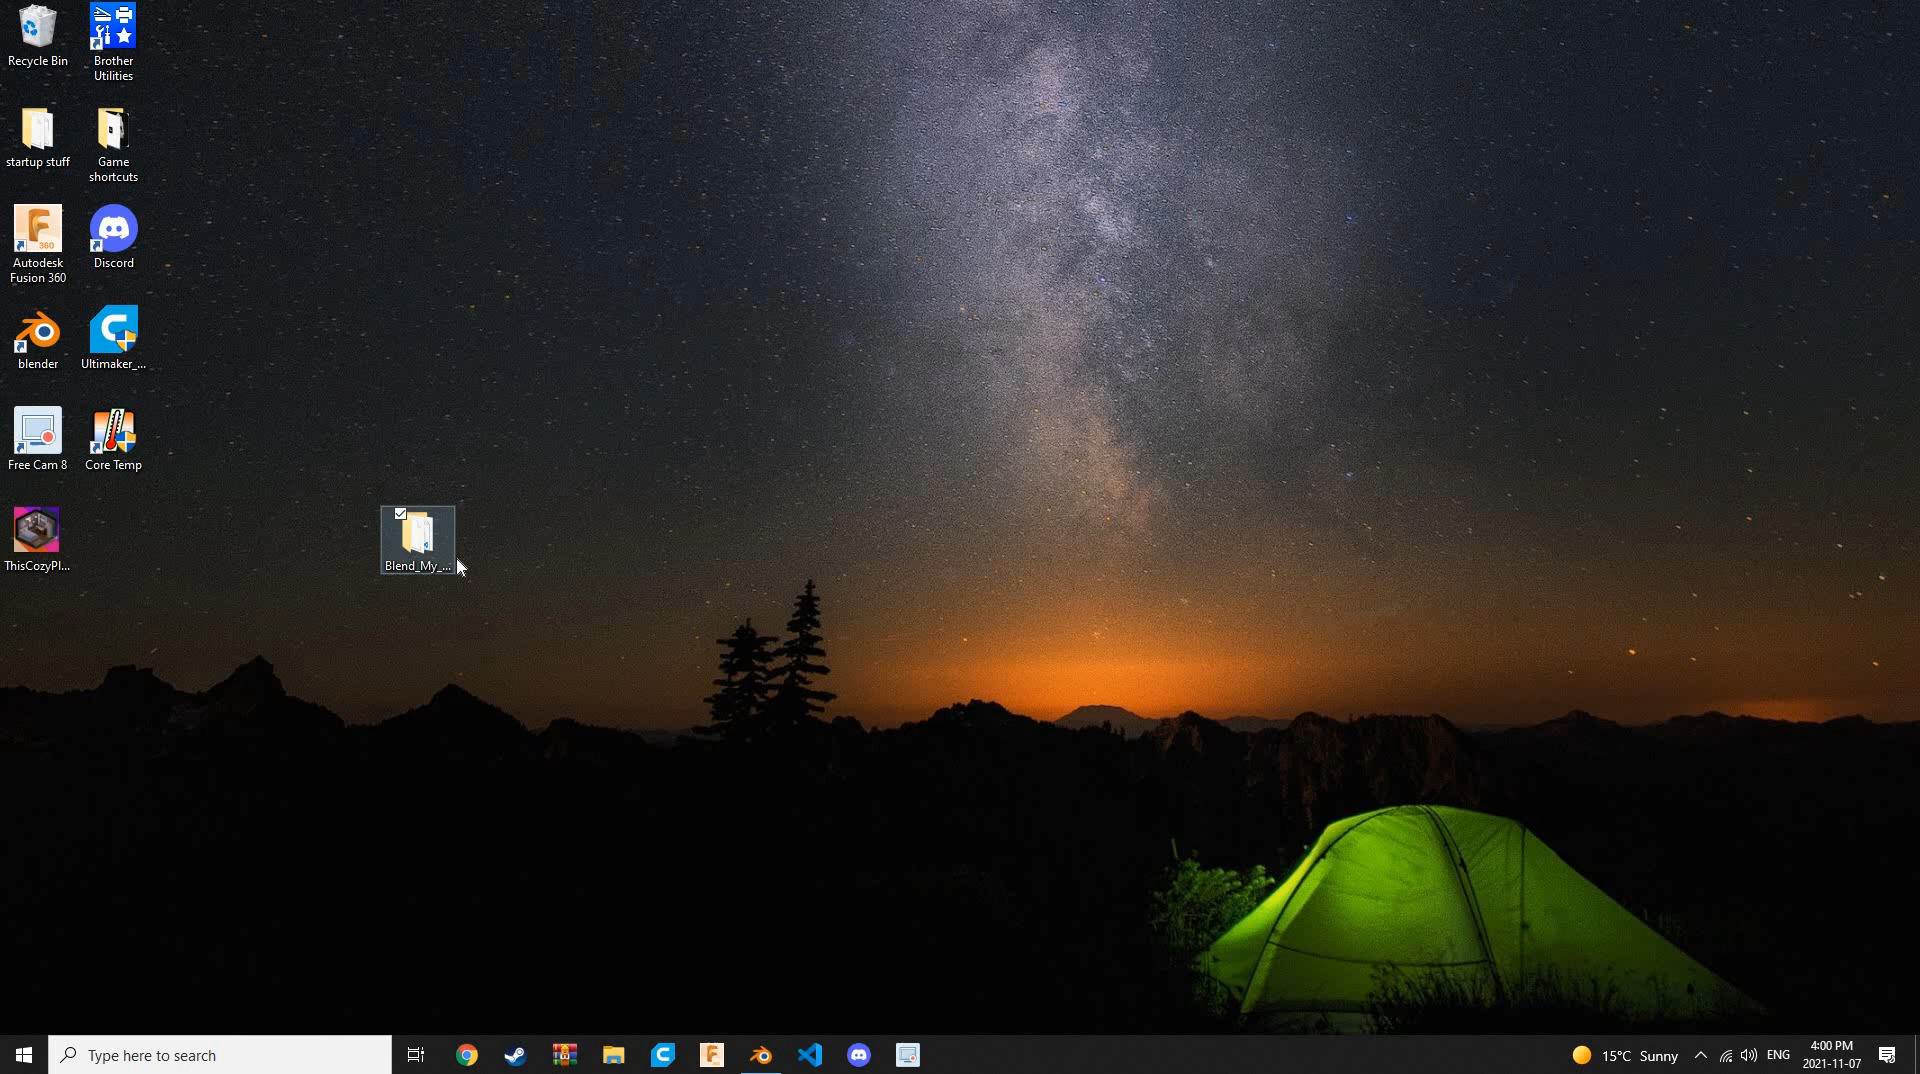 Recycle Bin
Brother
Utilities
startup stuff
Game
shortcuts
360
Autodesk
Fusion 360
Discord
blender
Ultimaker_...
Free Cam 8
Core Temp
ThisCozyPl...
Blend_My_...
Type here to search
15°C Sunny
ENG
4:00 PM
2021-11-07